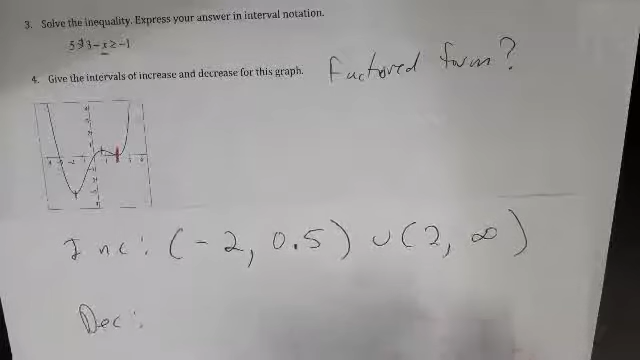 3. Solve the inequality. Express your answer in interval notation.
3 - x ≥ -1
4. Give the intervals of increase and decrease for this graph.
Factored form?
Inc: (-2, 0.5) ∪ (2, ∞)
Dec: